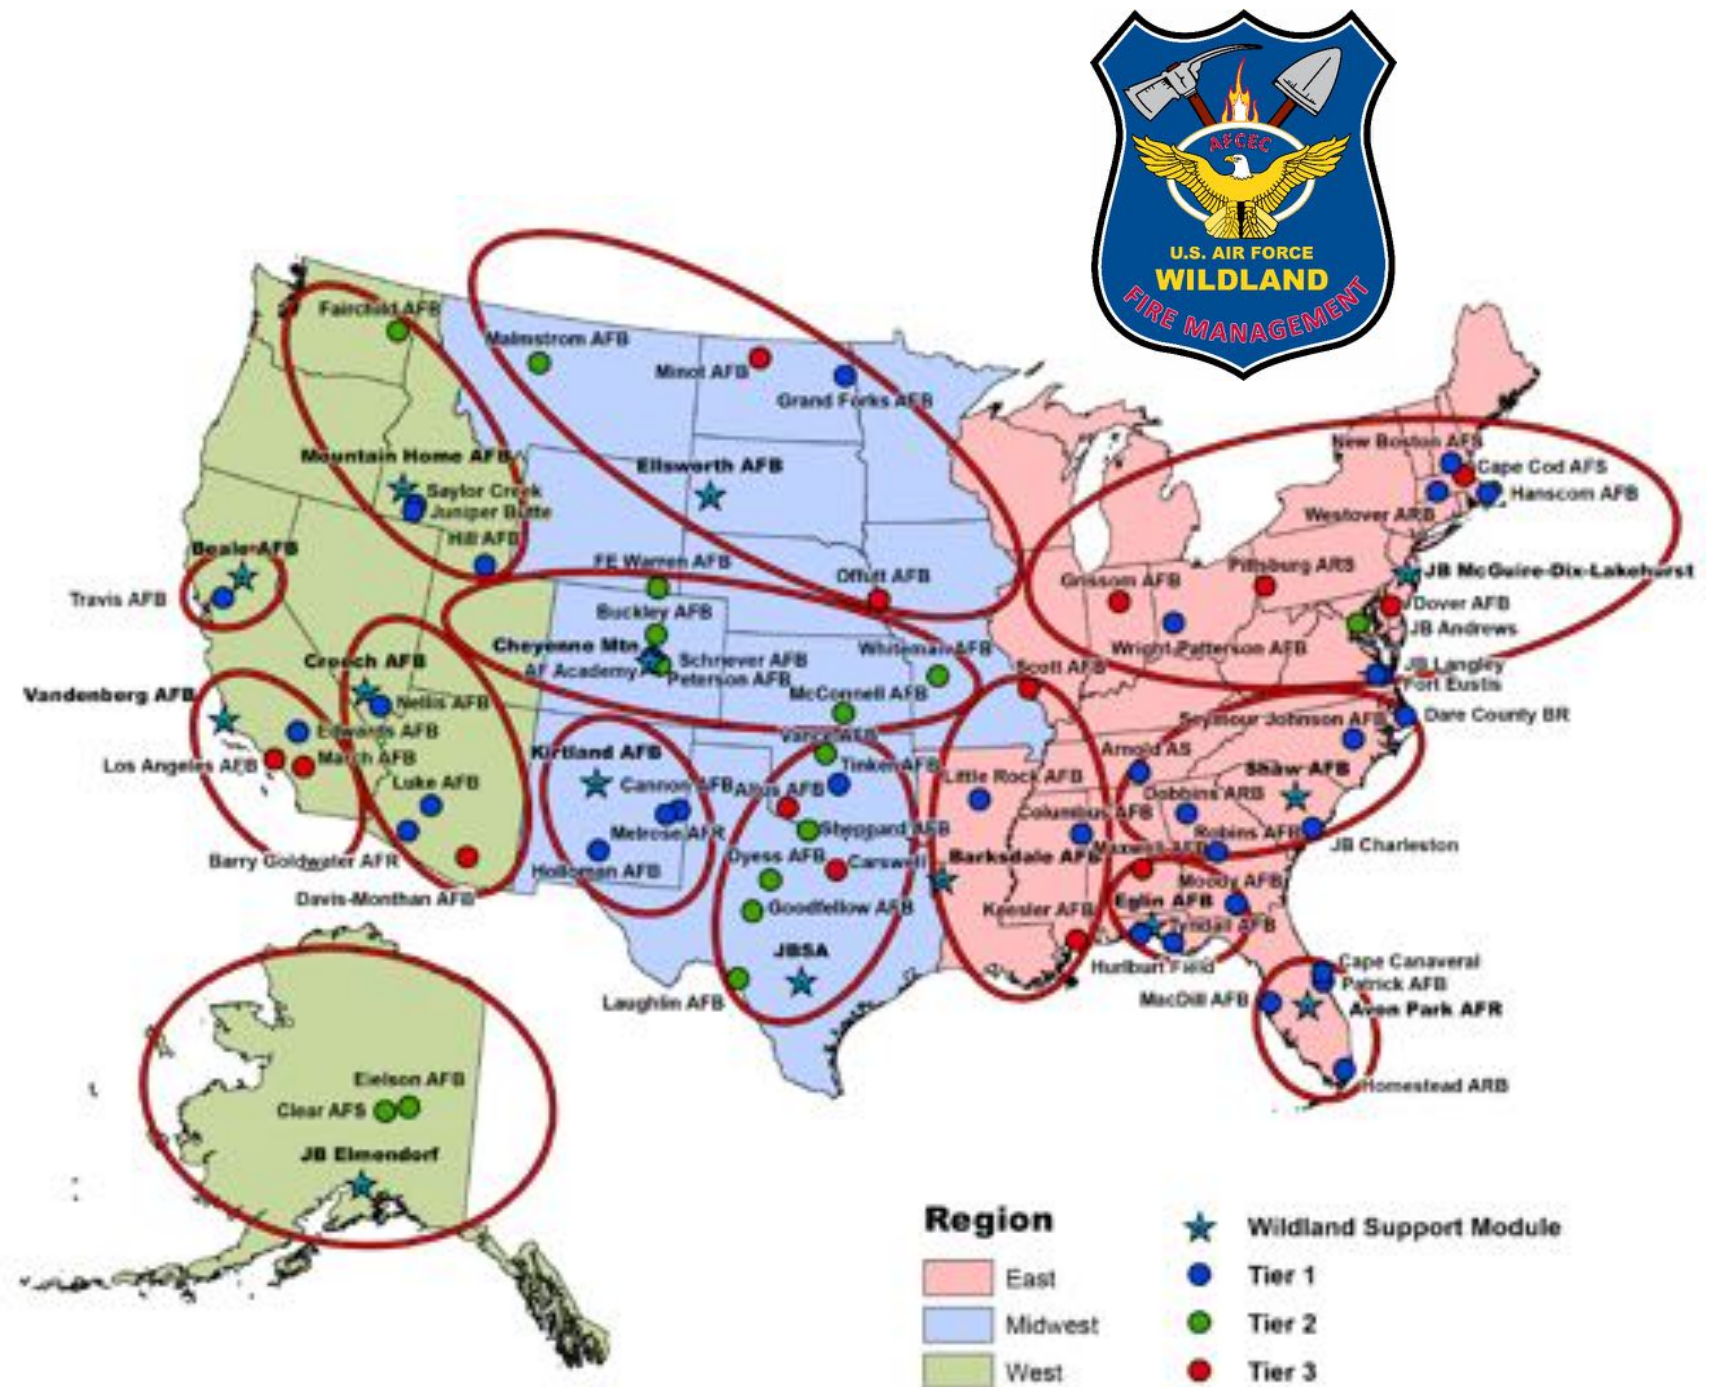 AFCEC
U.S. AIR FORCE
WILDLAND
FIRE MANAGEMENT
Fairchild AFB
Malmstrom AFB
Minot AFB
Grand Forks AFB
New Boston AFS
Mountain Home AFB
Ellsworth AFB
Cape Cod AFS
Saylor Creek
Hanscom AFB
Juniper Butte
Westover ARB
Hill AFB
Beale AFB
FE Warren AFB
Offutt AFB
Pittsburg ARS
JB McGuire-Dix-Lakehurst
Grissom AFB
Travis AFB
Buckley AFB
Dover AFB
JB Andrews
Cheyenne Mtn
Whiteman AFB
Wright-Patterson AFB
Creech AFB
AF Academy
Schriever AFB
Scott AFB
JB Langley
Peterson AFB
Fort Eustis
Vandenberg AFB
McConnell AFB
Nellis AFB
Seymour Johnson AFB
Dare County BR
Edwards AFB
Vance AFB
Kirtland AFB
Arnold AS
March AFB
Los Angeles AFB
Tinker AFB
Shaw AFB
Luke AFB
Cannon AFB
Altus AFB
Little Rock AFB
Dobbins ARB
Columbus AFB
Melrose AFR
Sheppard AFB
Robins AFB
Barry Goldwater AFR
JB Charleston
Maxwell AFB
Dyess AFB
Carswell
Barksdale AFB
Holloman AFB
Moody AFB
Davis-Monthan AFB
Eglin AFB
Goodfellow AFB
Keesler AFB
Tyndall AFB
JBSA
Hurlburt Field
Cape Canaveral
Patrick AFB
Laughlin AFB
MacDill AFB
Avon Park AFR
Eielson AFB
Homestead ARB
Clear AFS
JB Elmendorf
Region
East
Midwest
West
Wildland Support Module
Tier 1
Tier 2
Tier 3